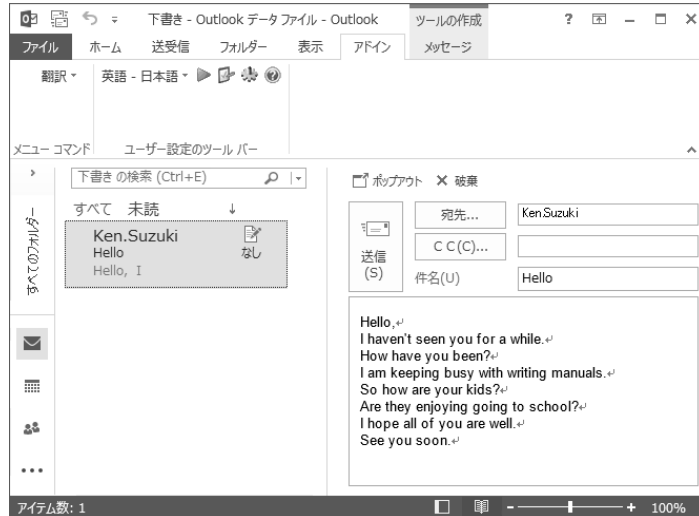 下書き - Outlook データ ファイル - Outlook
ツールの作成
ファイル ホーム 送受信 フォルダー 表示 アドイン メッセージ
翻訳 英語 - 日本語
メニュー コマンド ユーザー設定のツール バー
下書き の検索 (Ctrl+E)
すべて 未読 ↓
Ken.Suzuki
Hello なし
Hello, I
すべてのフォルダー
ポップアウト 破棄
送信
(S)
宛先... Ken.Suzuki
C C(C)...
件名(U) Hello
Hello,↵
I haven't seen you for a while.↵
How have you been?↵
I am keeping busy with writing manuals.↵
So how are your kids?↵
Are they enjoying going to school?↵
I hope all of you are well.↵
See you soon.↵
アイテム数: 1 100%